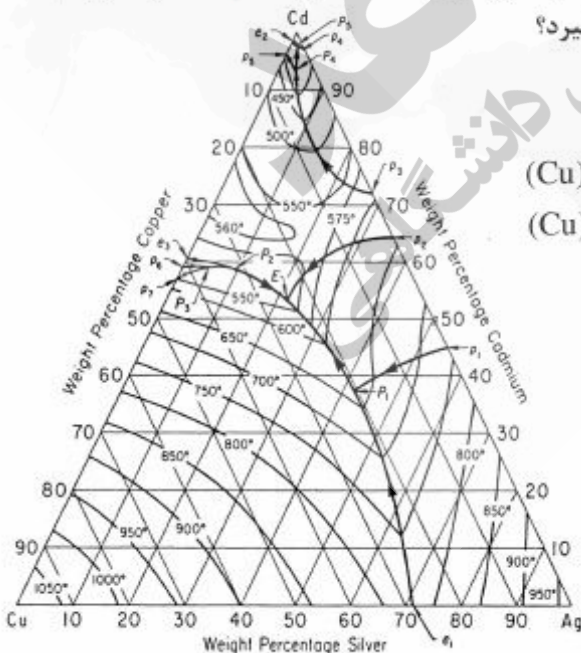 یرد؟
(Cu)
(Cu
Cd
e₂
P₅
P₄
P₄
P₅
10
90
450°
20
80
500°
P₃
30
70
550°
575°
560°
60
e₃
P₆
P₇
P₂
E
P₃
550°
50
50
600°
650°
P₁
P₁
60
40
700°
750°
70
30
800°
850°
800°
80
20
850°
900°
950°
90
10
900°
1050°
1000°
950°
Cu
10
20
30
40
50
60
70
80
90
Ag
e₁
Weight Percentage Copper
Weight Percentage Cadmium
Weight Percentage Silver